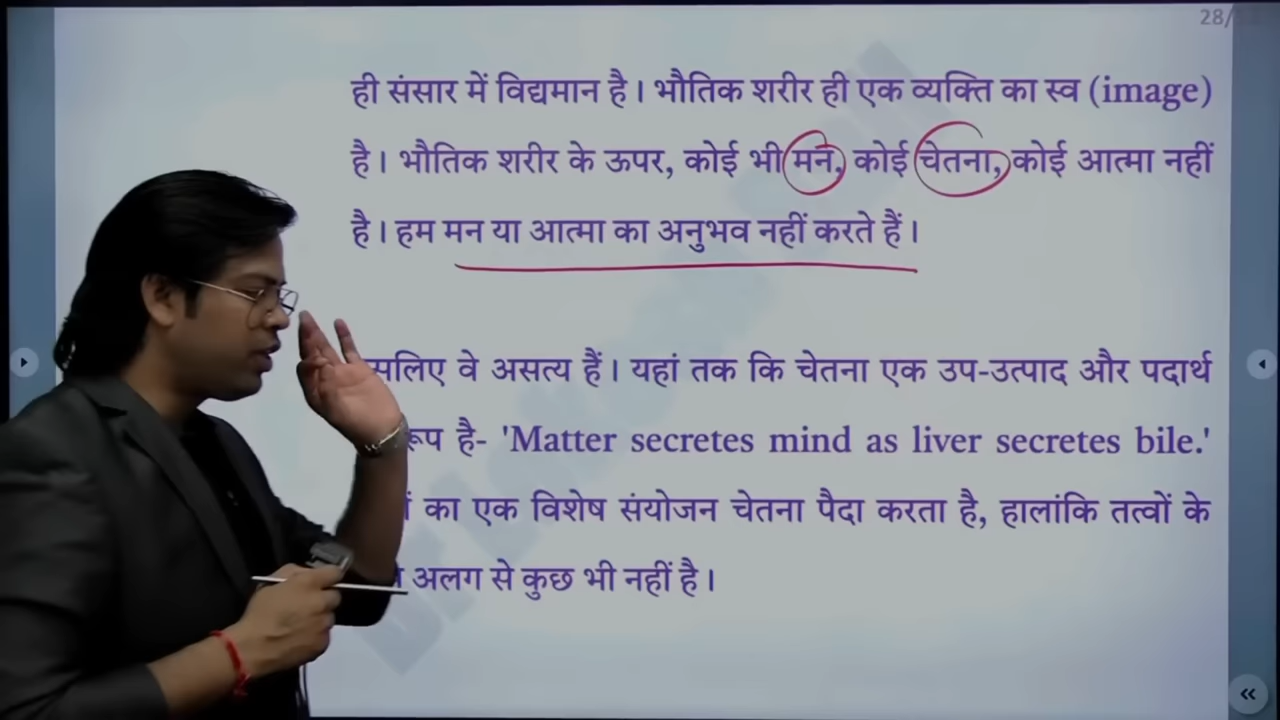 28/
ही संसार में विद्यमान है। भौतिक शरीर ही एक व्यक्ति का स्व (image)
है। भौतिक शरीर के ऊपर, कोई भी मन, कोई चेतना, कोई आत्मा नहीं
है। हम मन या आत्मा का अनुभव नहीं करते हैं।
सलिए वे असत्य हैं। यहां तक कि चेतना एक उप-उत्पाद और पदार्थ
रूप है- 'Matter secretes mind as liver secretes bile.'
का एक विशेष संयोजन चेतना पैदा करता है, हालांकि तत्वों के
अलग से कुछ भी नहीं है।